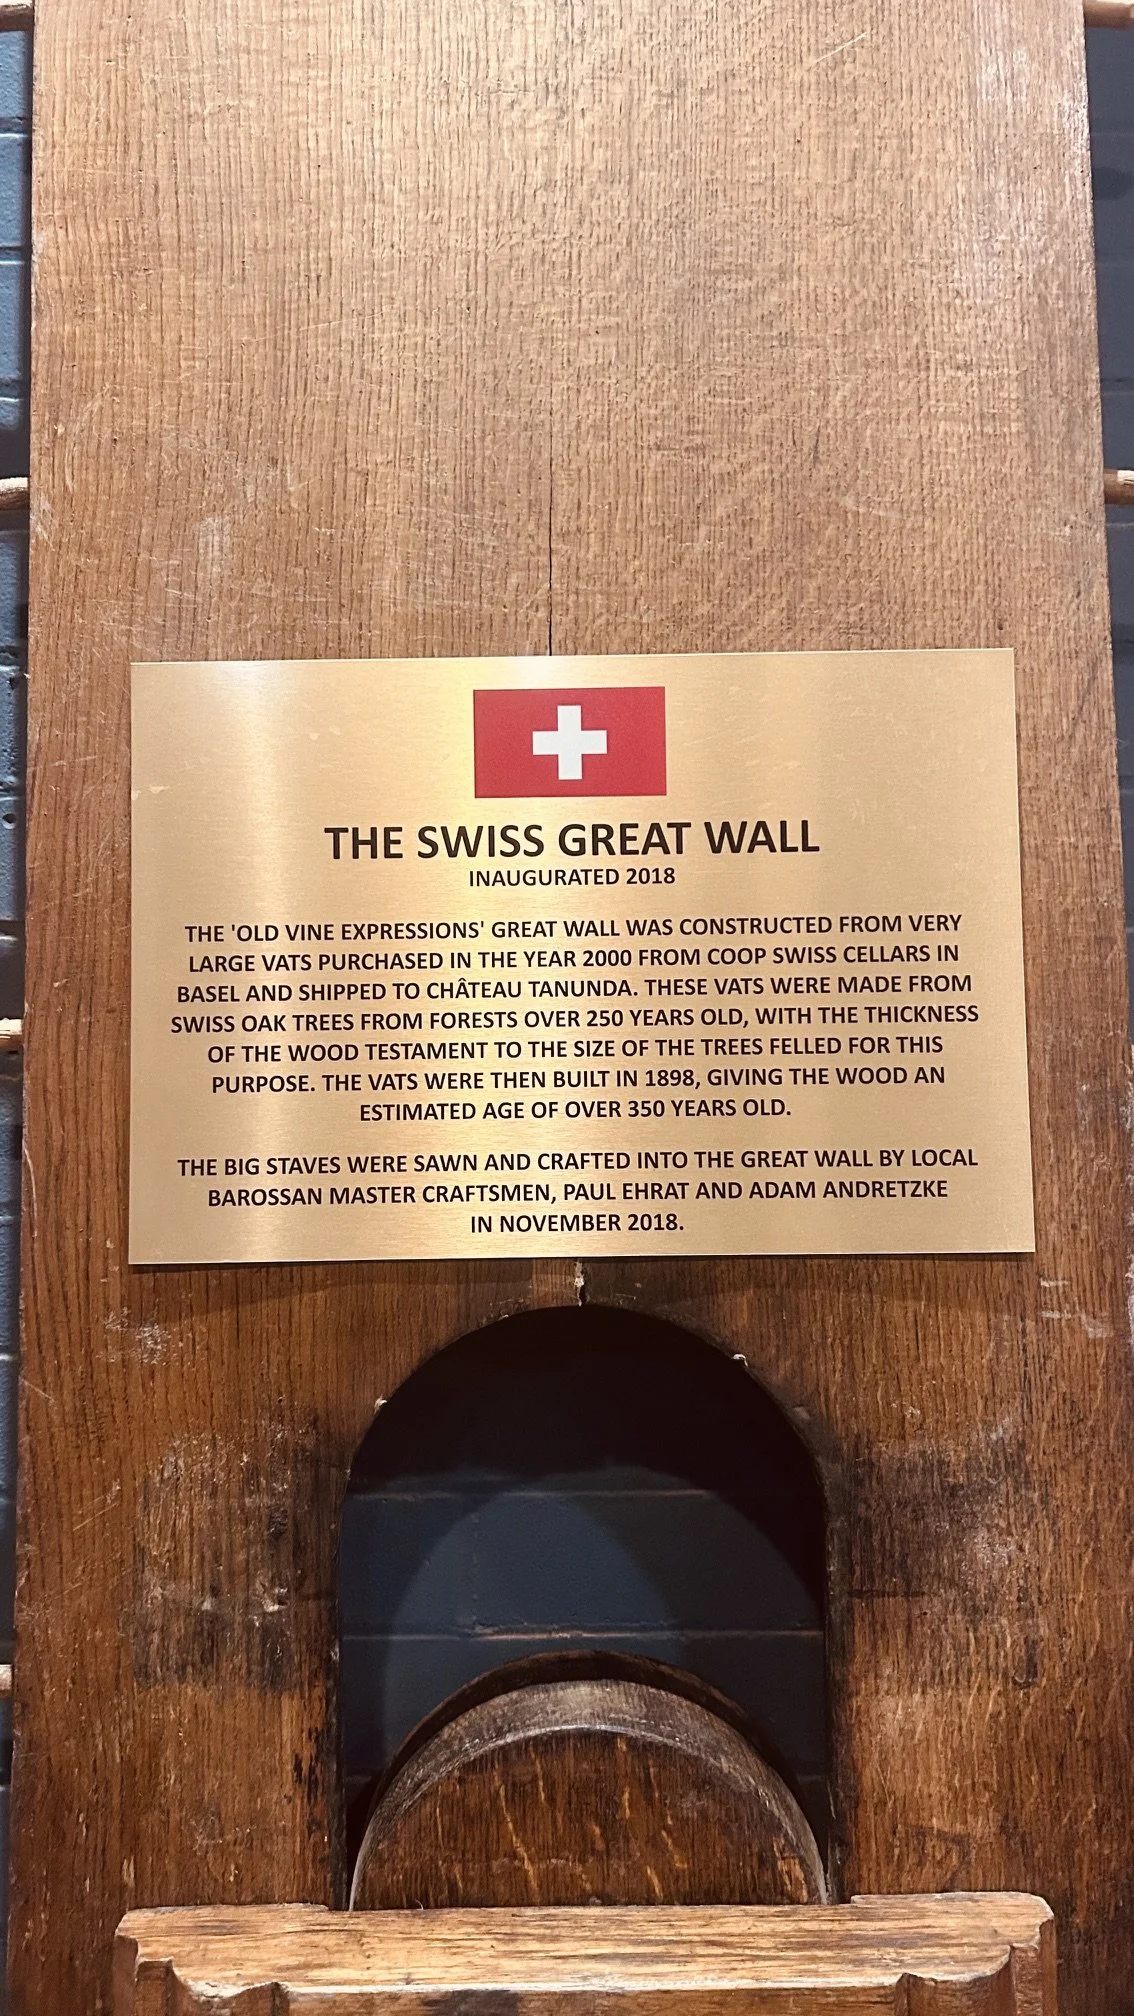 THE SWISS GREAT WALL
INAUGURATED 2018
THE 'OLD VINE EXPRESSIONS' GREAT WALL WAS CONSTRUCTED FROM VERY
LARGE VATS PURCHASED IN THE YEAR 2000 FROM COOP SWISS CELLARS IN
BASEL AND SHIPPED TO CHÂTEAU TANUNDA. THESE VATS WERE MADE FROM
SWISS OAK TREES FROM FORESTS OVER 250 YEARS OLD, WITH THE THICKNESS
OF THE WOOD TESTAMENT TO THE SIZE OF THE TREES FELLED FOR THIS
PURPOSE. THE VATS WERE THEN BUILT IN 1898, GIVING THE WOOD AN
ESTIMATED AGE OF OVER 350 YEARS OLD.
THE BIG STAVES WERE SAWN AND CRAFTED INTO THE GREAT WALL BY LOCAL
BAROSSAN MASTER CRAFTSMEN, PAUL EHRAT AND ADAM ANDRETZKE
IN NOVEMBER 2018.